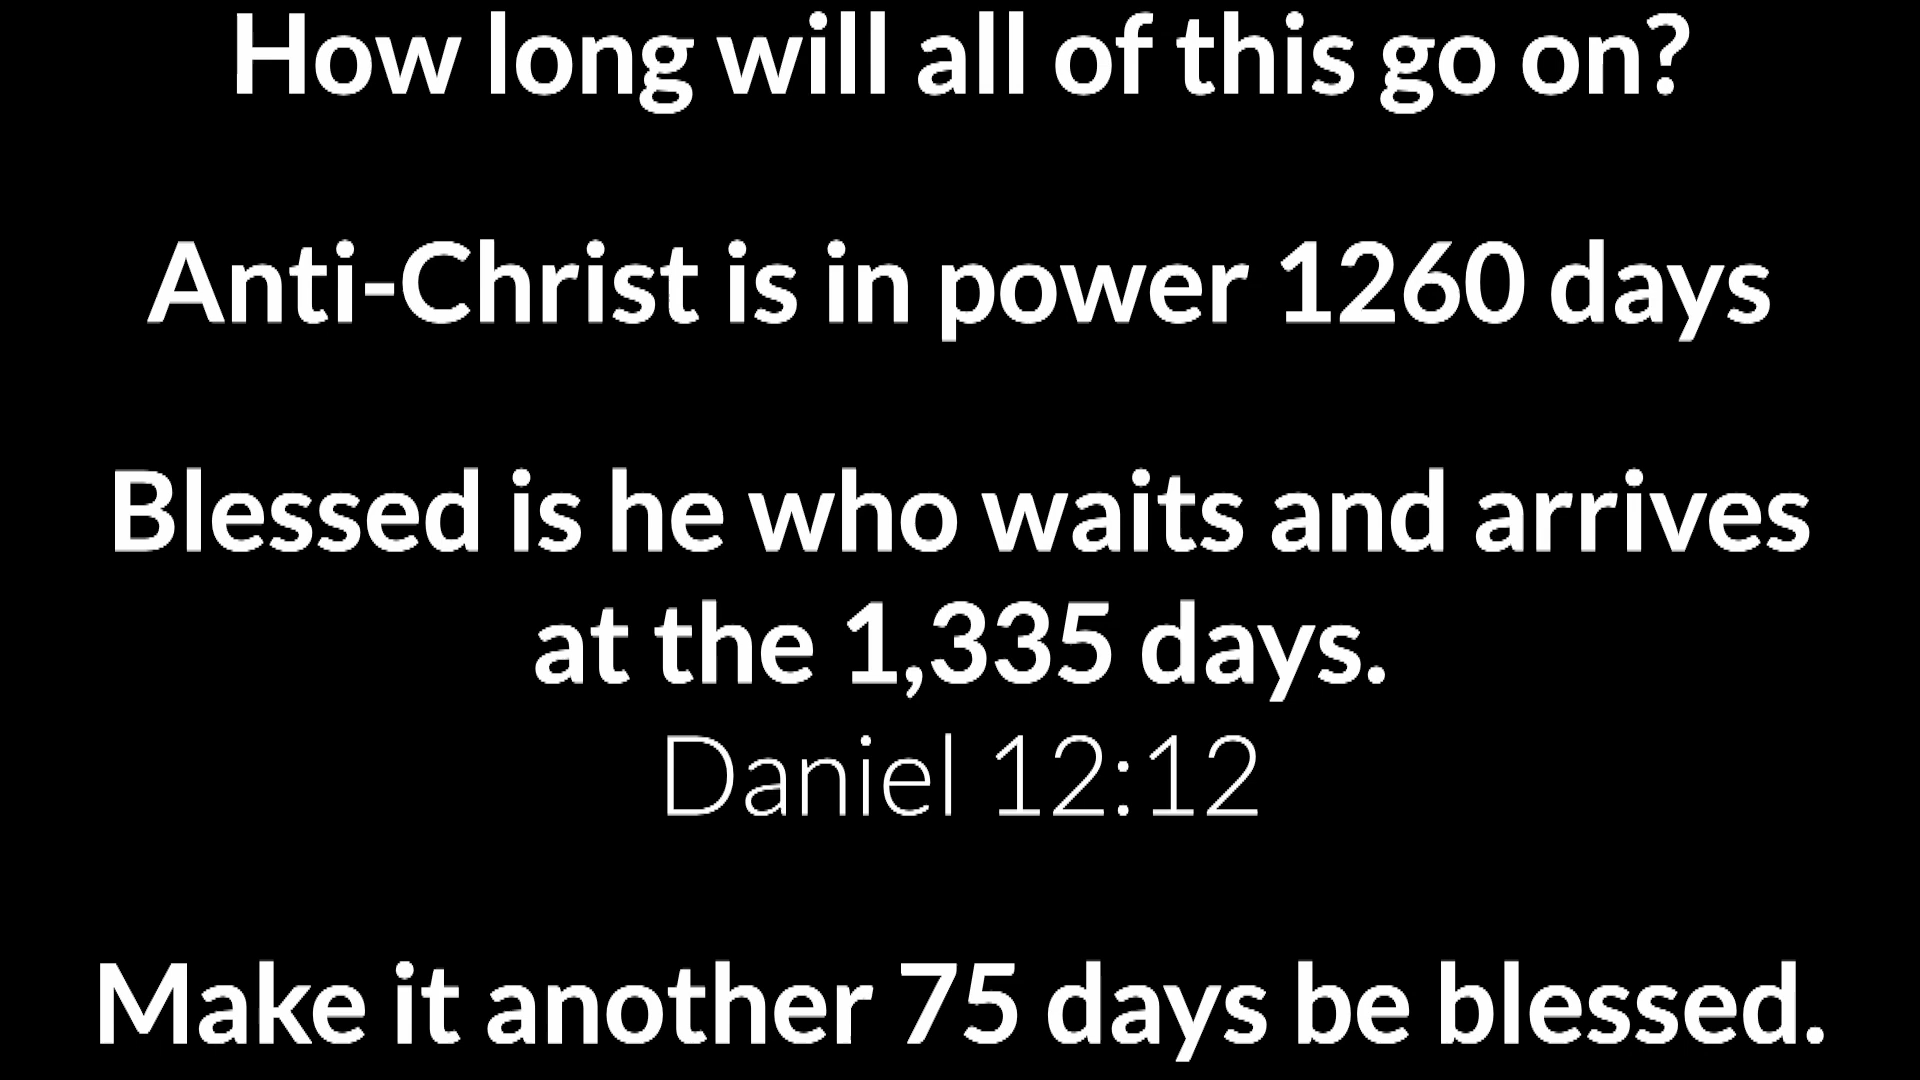 How long will all of this go on?
Anti-Christ is in power 1260 days
Blessed is he who waits and arrives
at the 1,335 days.
Daniel 12:12
Make it another 75 days be blessed.